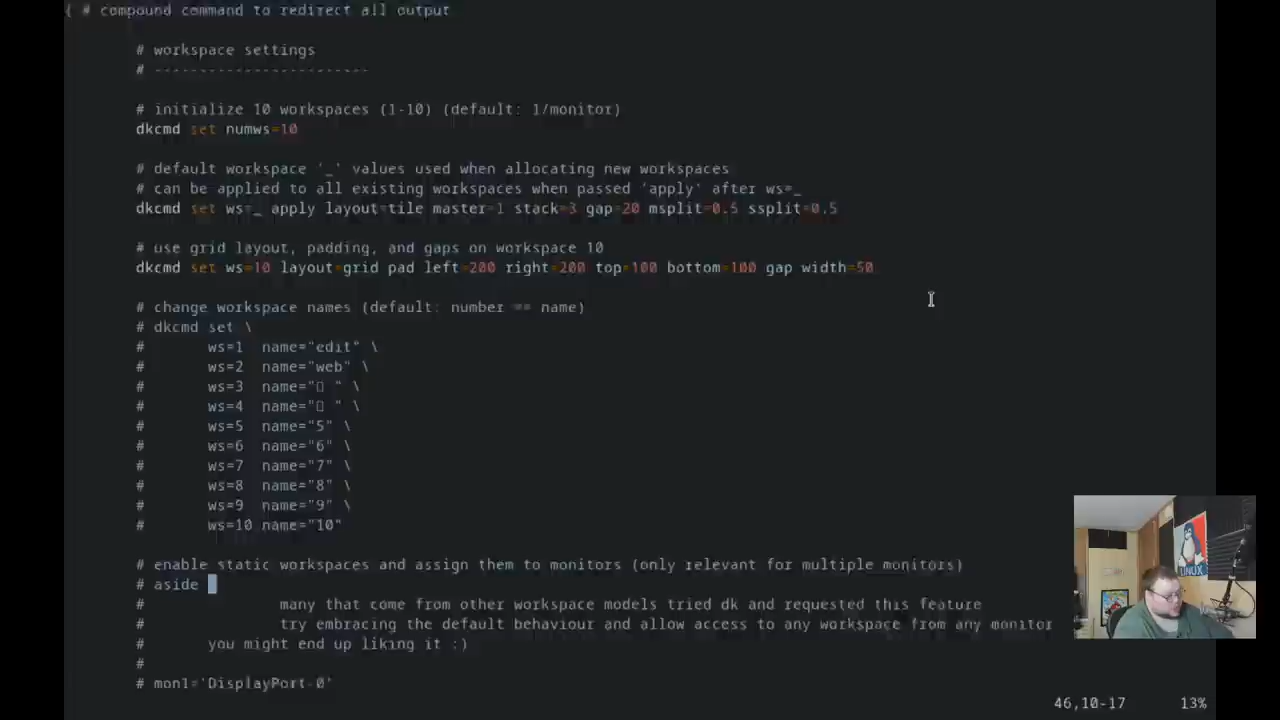 { # compound command to redirect all output
# workspace settings
# ------------------------
# initialize 10 workspaces (1-10) (default: 1/monitor)
dkcmd set numws=10
# default workspace '_' values used when allocating new workspaces
# can be applied to all existing workspaces when passed 'apply' after ws=_
dkcmd set ws=_ apply layout=tile master=1 stack=3 gap=20 msplit=0.5 ssplit=0.5
# use grid layout, padding, and gaps on workspace 10
dkcmd set ws=10 layout=grid pad left=200 right=200 top=100 bottom=100 gap width=50
# change workspace names (default: number == name)
# dkcmd set \
# ws=1 name="edit" \
# ws=2 name="web" \
# ws=3 name=" " \
# ws=4 name=" " \
# ws=5 name="5" \
# ws=6 name="6" \
# ws=7 name="7" \
# ws=8 name="8" \
# ws=9 name="9" \
# ws=10 name="10"
# enable static workspaces and assign them to monitors (only relevant for multiple monitors)
# aside
# many that come from other workspace models tried dk and requested this feature
# try embracing the default behaviour and allow access to any workspace from any monitor
# you might end up liking it :)
#
# mon1='DisplayPort-0'
46,10-17 13%
LINUX